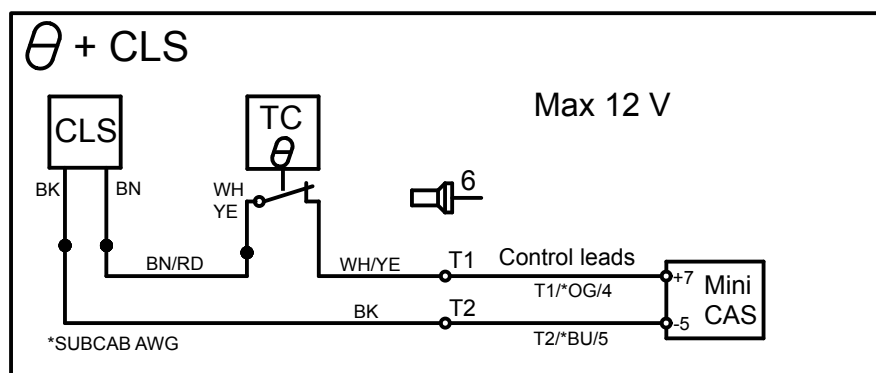 θ + CLS
Max 12 V
CLS
TC
θ
BK
BN
WH
YE
6
BN/RD
WH/YE
T1
Control leads
T1/*OG/4
+7
Mini
CAS
BK
T2
T2/*BU/5
-5
*SUBCAB AWG